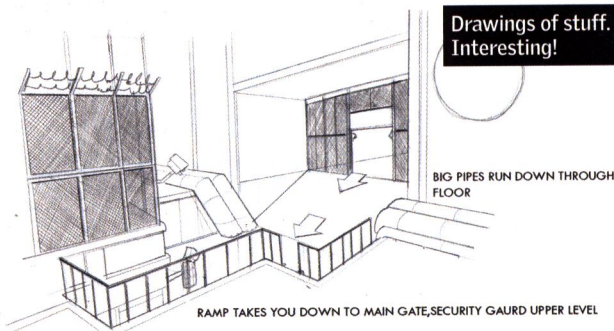 Drawings of stuff.
Interesting!
BIG PIPES RUN DOWN THROUGH
FLOOR
RAMP TAKES YOU DOWN TO MAIN GATE,SECURITY GAURD UPPER LEVEL